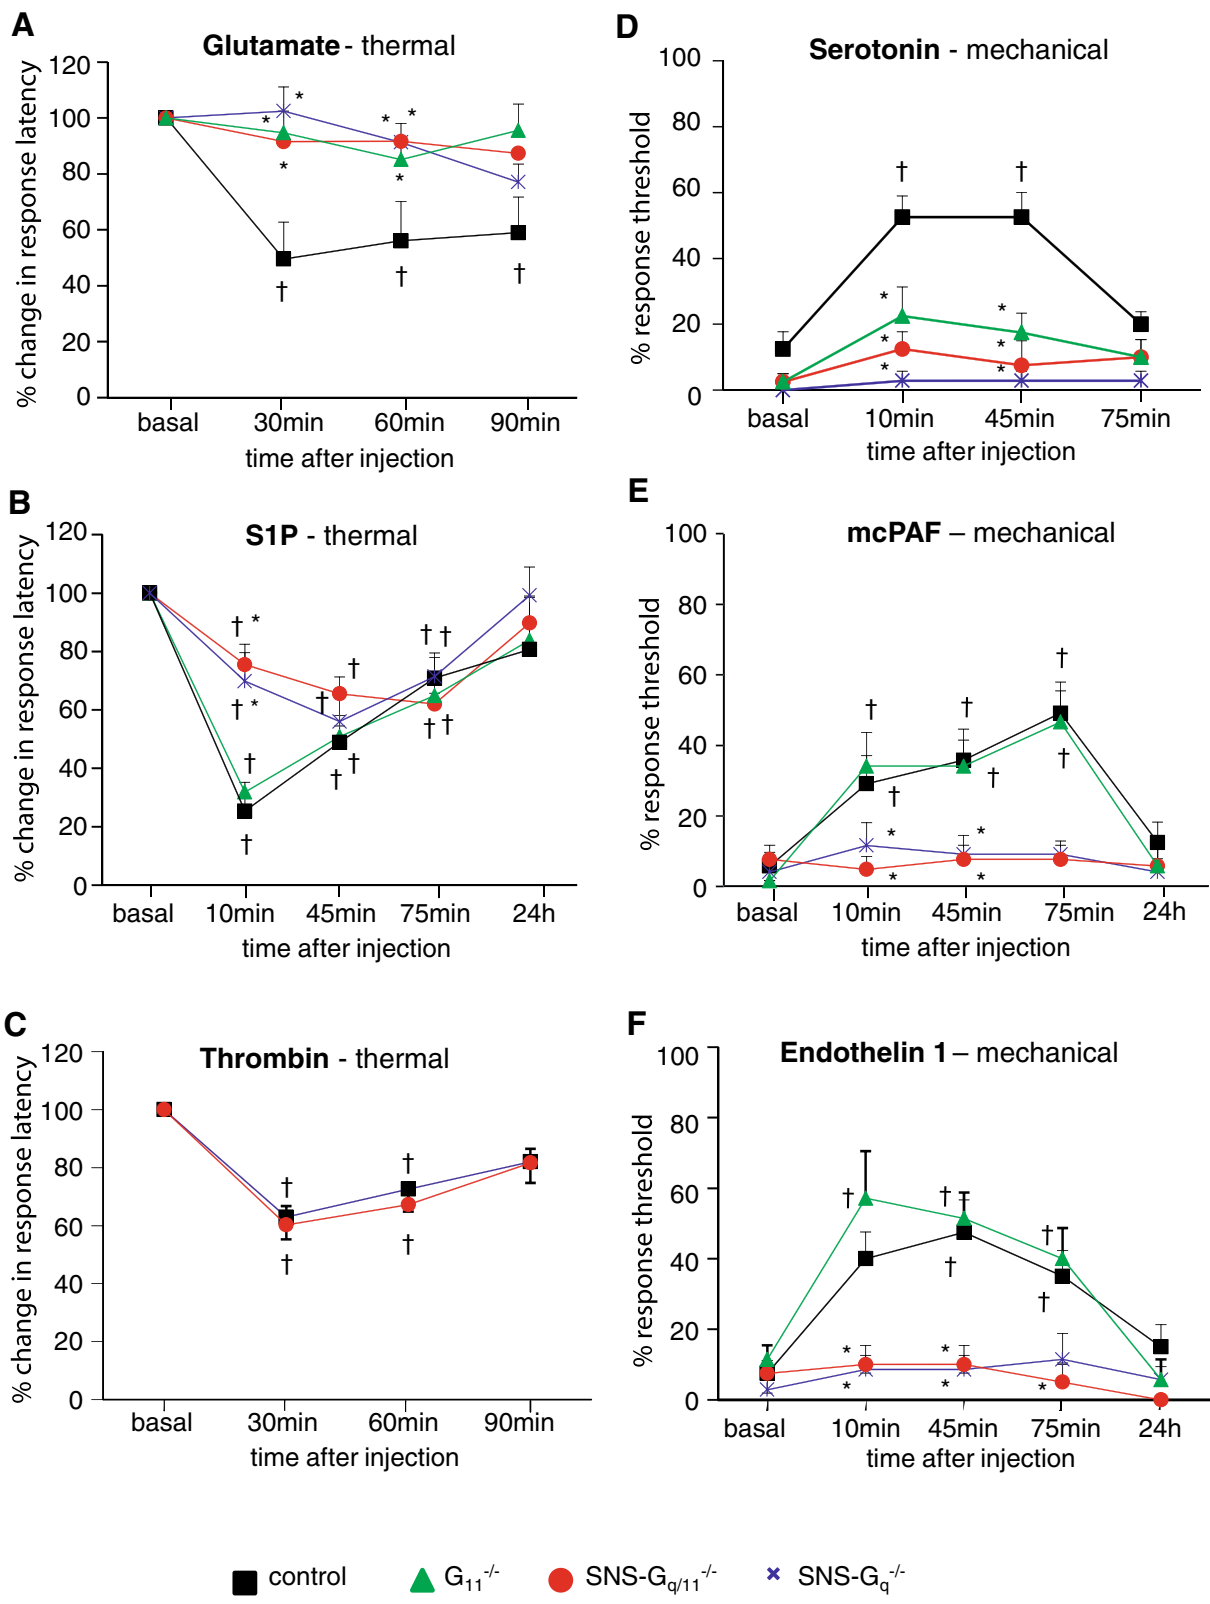 A
Glutamate - thermal
% change in response latency
120
100
80
60
40
20
0
* * * * * *
† † †
basal 30min 60min 90min
time after injection
B
S1P - thermal
% change in response latency
120
100
80
60
40
20
0
† * † † †
† * † † †
† † † †
basal 10min 45min 75min 24h
time after injection
C
Thrombin - thermal
% change in response latency
120
100
80
60
40
20
0
† †
† †
basal 30min 60min 90min
time after injection
D
Serotonin - mechanical
% response threshold
100
80
60
40
20
0
† †
* *
* *
* *
basal 10min 45min 75min
time after injection
E
mcPAF – mechanical
% response threshold
100
80
60
40
20
0
† † †
† † †
* *
* *
basal 10min 45min 75min 24h
time after injection
F
Endothelin 1 – mechanical
% response threshold
100
80
60
40
20
0
† † †
† †
* *
* * *
basal 10min 45min 75min 24h
time after injection
control G11-/- SNS-Gq/11-/- SNS-Gq-/-